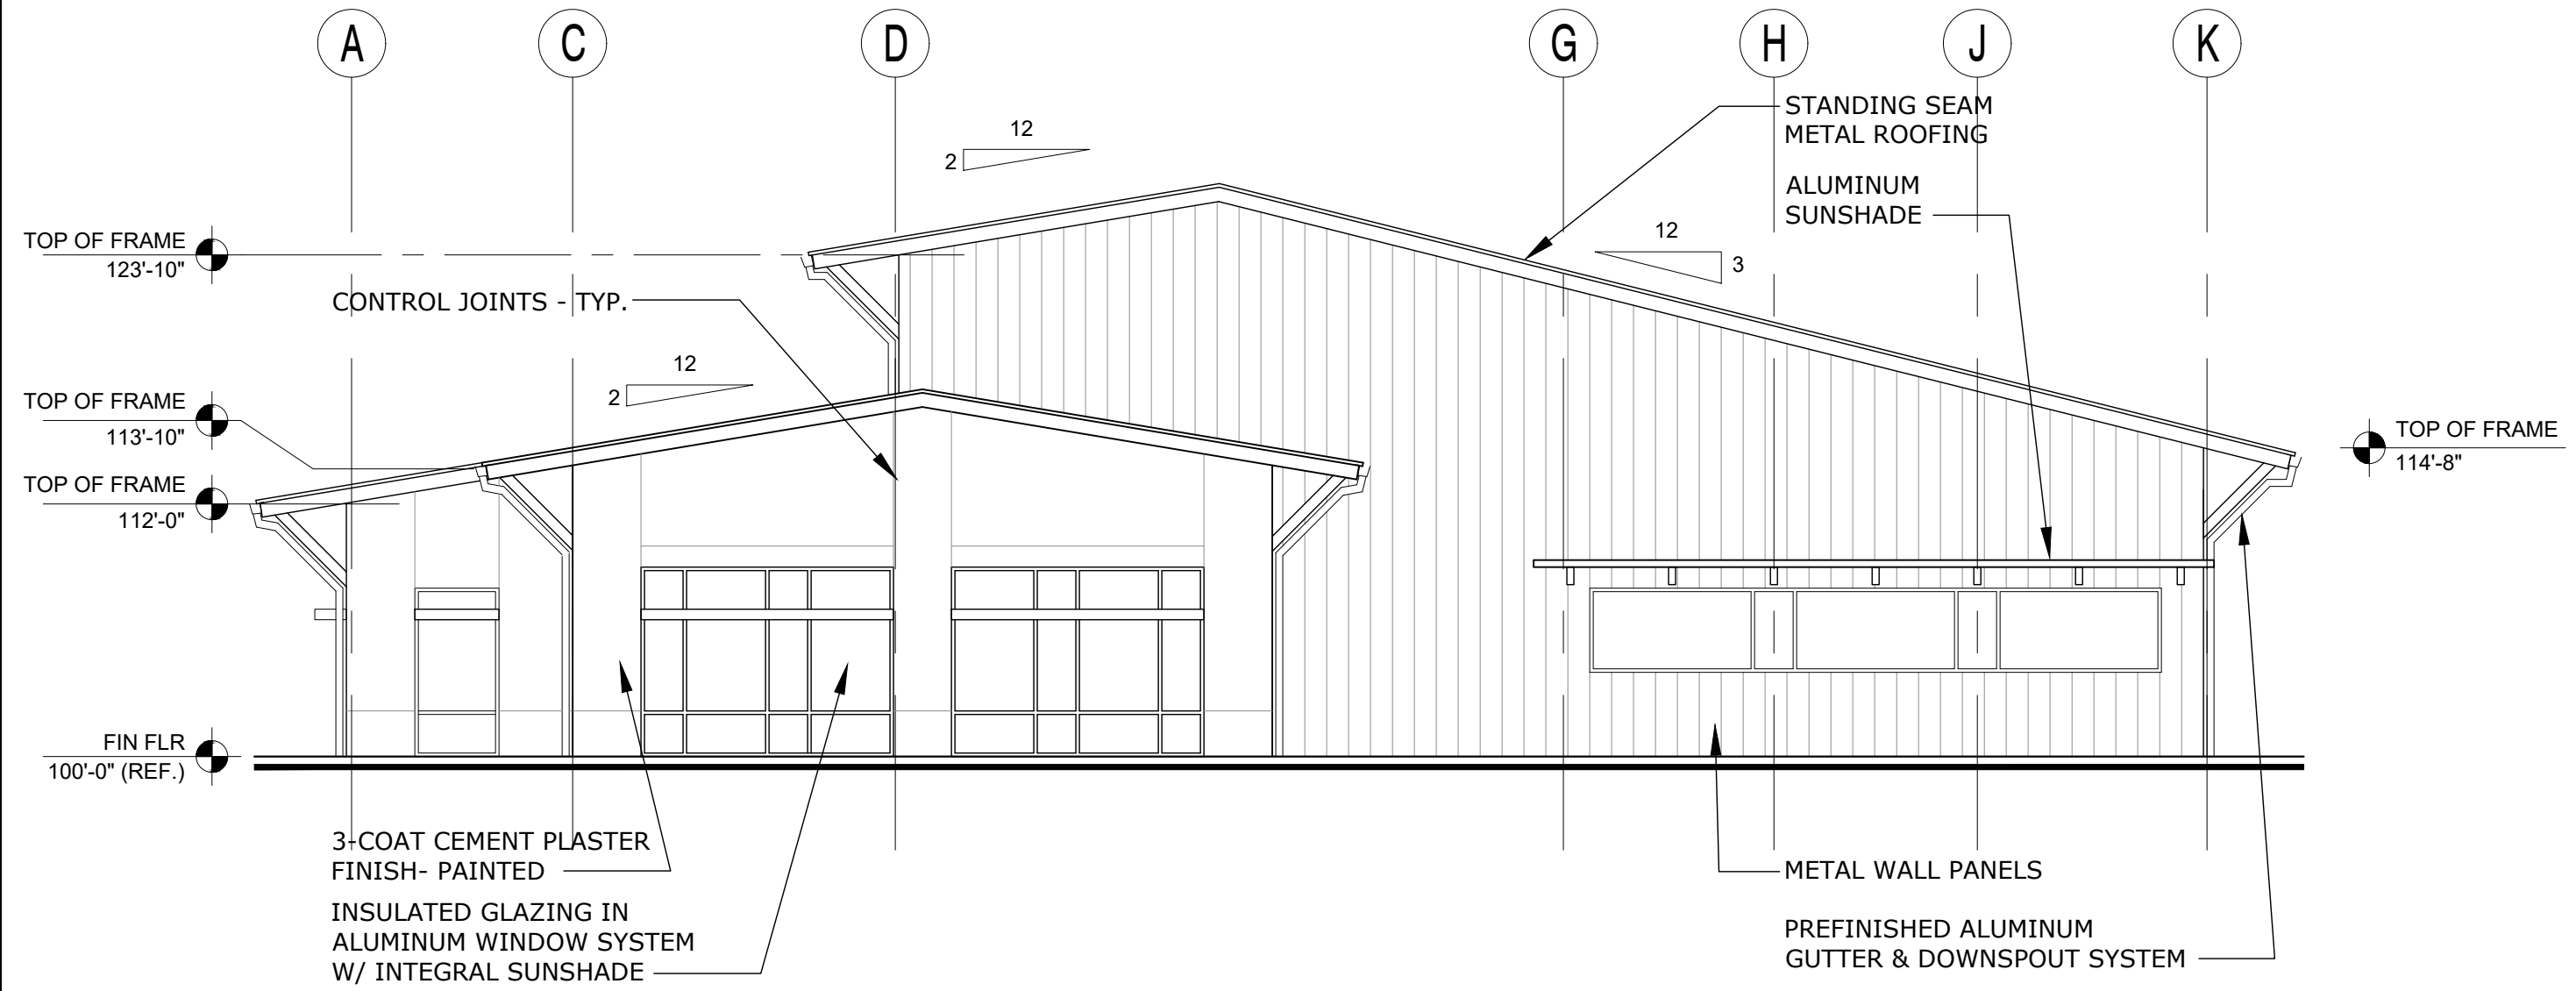 A
C
D
G
H
J
K
STANDING SEAM
METAL ROOFING
12
2
ALUMINUM
SUNSHADE
TOP OF FRAME
123'-10"
12
3
CONTROL JOINTS - TYP.
12
2
TOP OF FRAME
113'-10"
TOP OF FRAME
114'-8"
TOP OF FRAME
112'-0"
FIN FLR
100'-0" (REF.)
3-COAT CEMENT PLASTER
FINISH- PAINTED
INSULATED GLAZING IN
ALUMINUM WINDOW SYSTEM
W/ INTEGRAL SUNSHADE
METAL WALL PANELS
PREFINISHED ALUMINUM
GUTTER & DOWNSPOUT SYSTEM